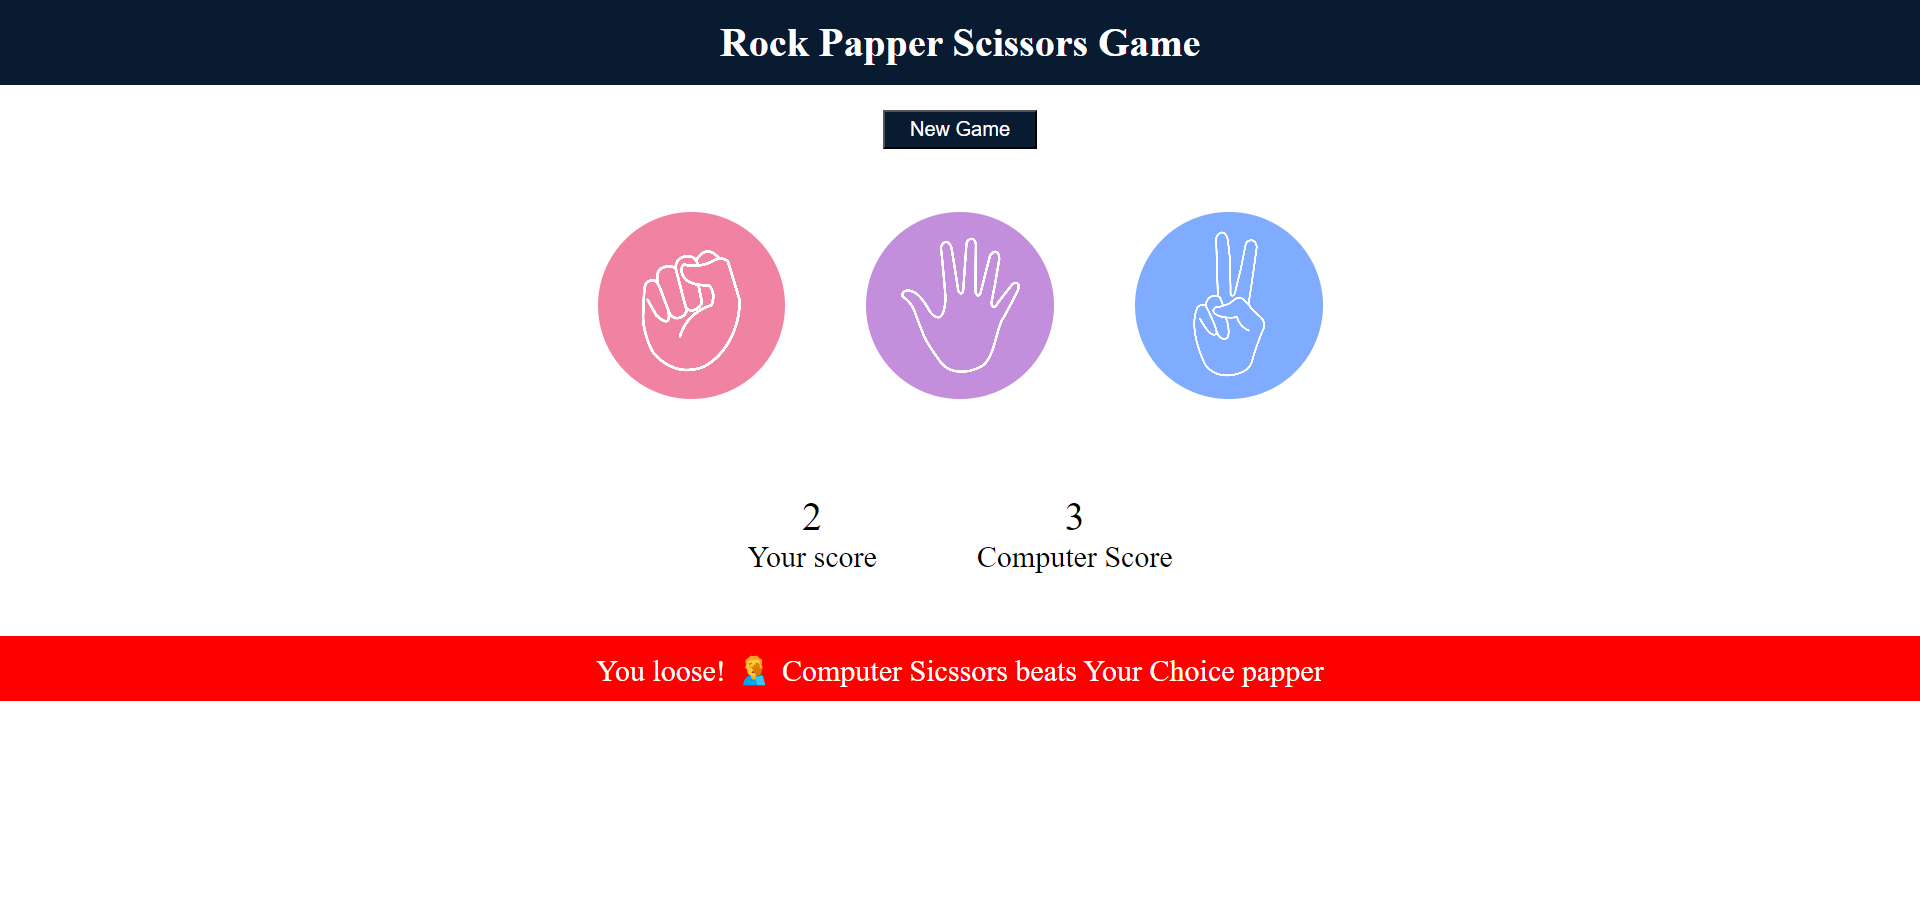 Rock Papper Scissors Game
New Game
2
Your score
3
Computer Score
You loose! 🤦 Computer Sicssors beats Your Choice papper